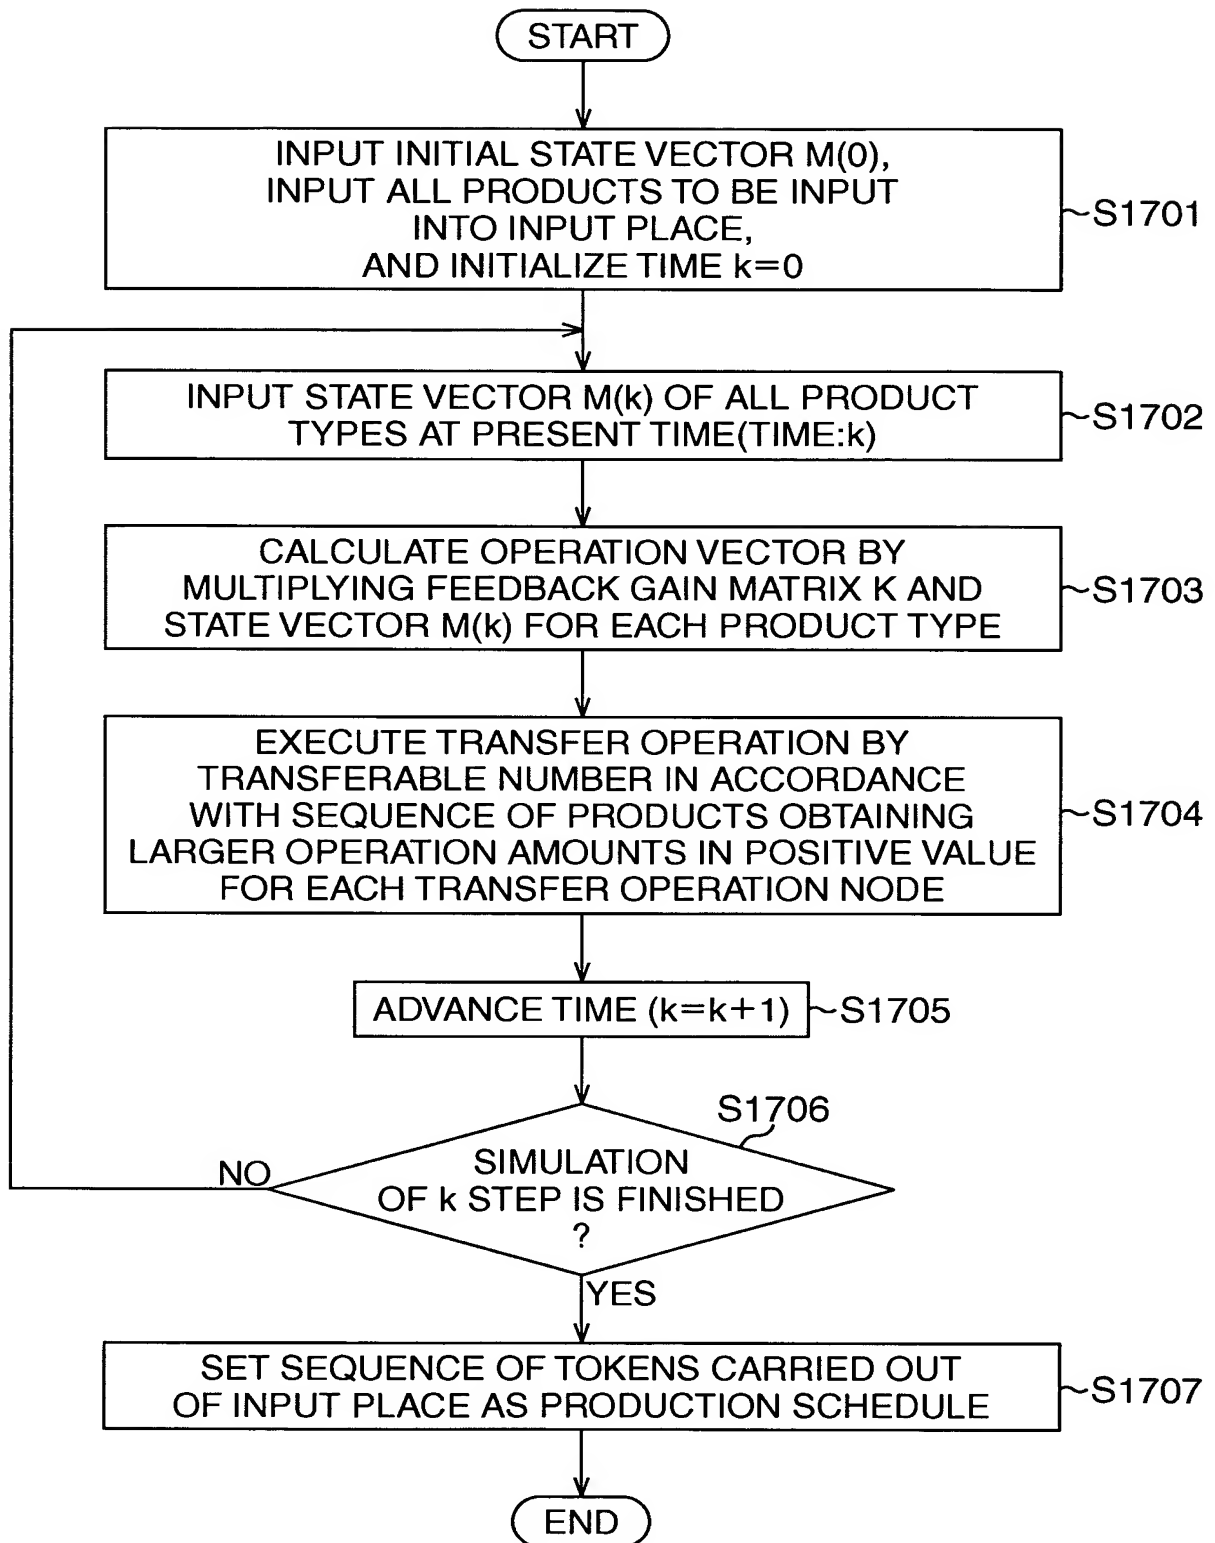 START
INPUT INITIAL STATE VECTOR M(0),
INPUT ALL PRODUCTS TO BE INPUT
INTO INPUT PLACE,
AND INITIALIZE TIME k=0
S1701
INPUT STATE VECTOR M(k) OF ALL PRODUCT
TYPES AT PRESENT TIME(TIME:k)
S1702
CALCULATE OPERATION VECTOR BY
MULTIPLYING FEEDBACK GAIN MATRIX K AND
STATE VECTOR M(k) FOR EACH PRODUCT TYPE
S1703
EXECUTE TRANSFER OPERATION BY
TRANSFERABLE NUMBER IN ACCORDANCE
WITH SEQUENCE OF PRODUCTS OBTAINING
LARGER OPERATION AMOUNTS IN POSITIVE VALUE
FOR EACH TRANSFER OPERATION NODE
S1704
ADVANCE TIME (k=k+1)
S1705
S1706
SIMULATION
OF k STEP IS FINISHED
?
NO
YES
SET SEQUENCE OF TOKENS CARRIED OUT
OF INPUT PLACE AS PRODUCTION SCHEDULE
S1707
END